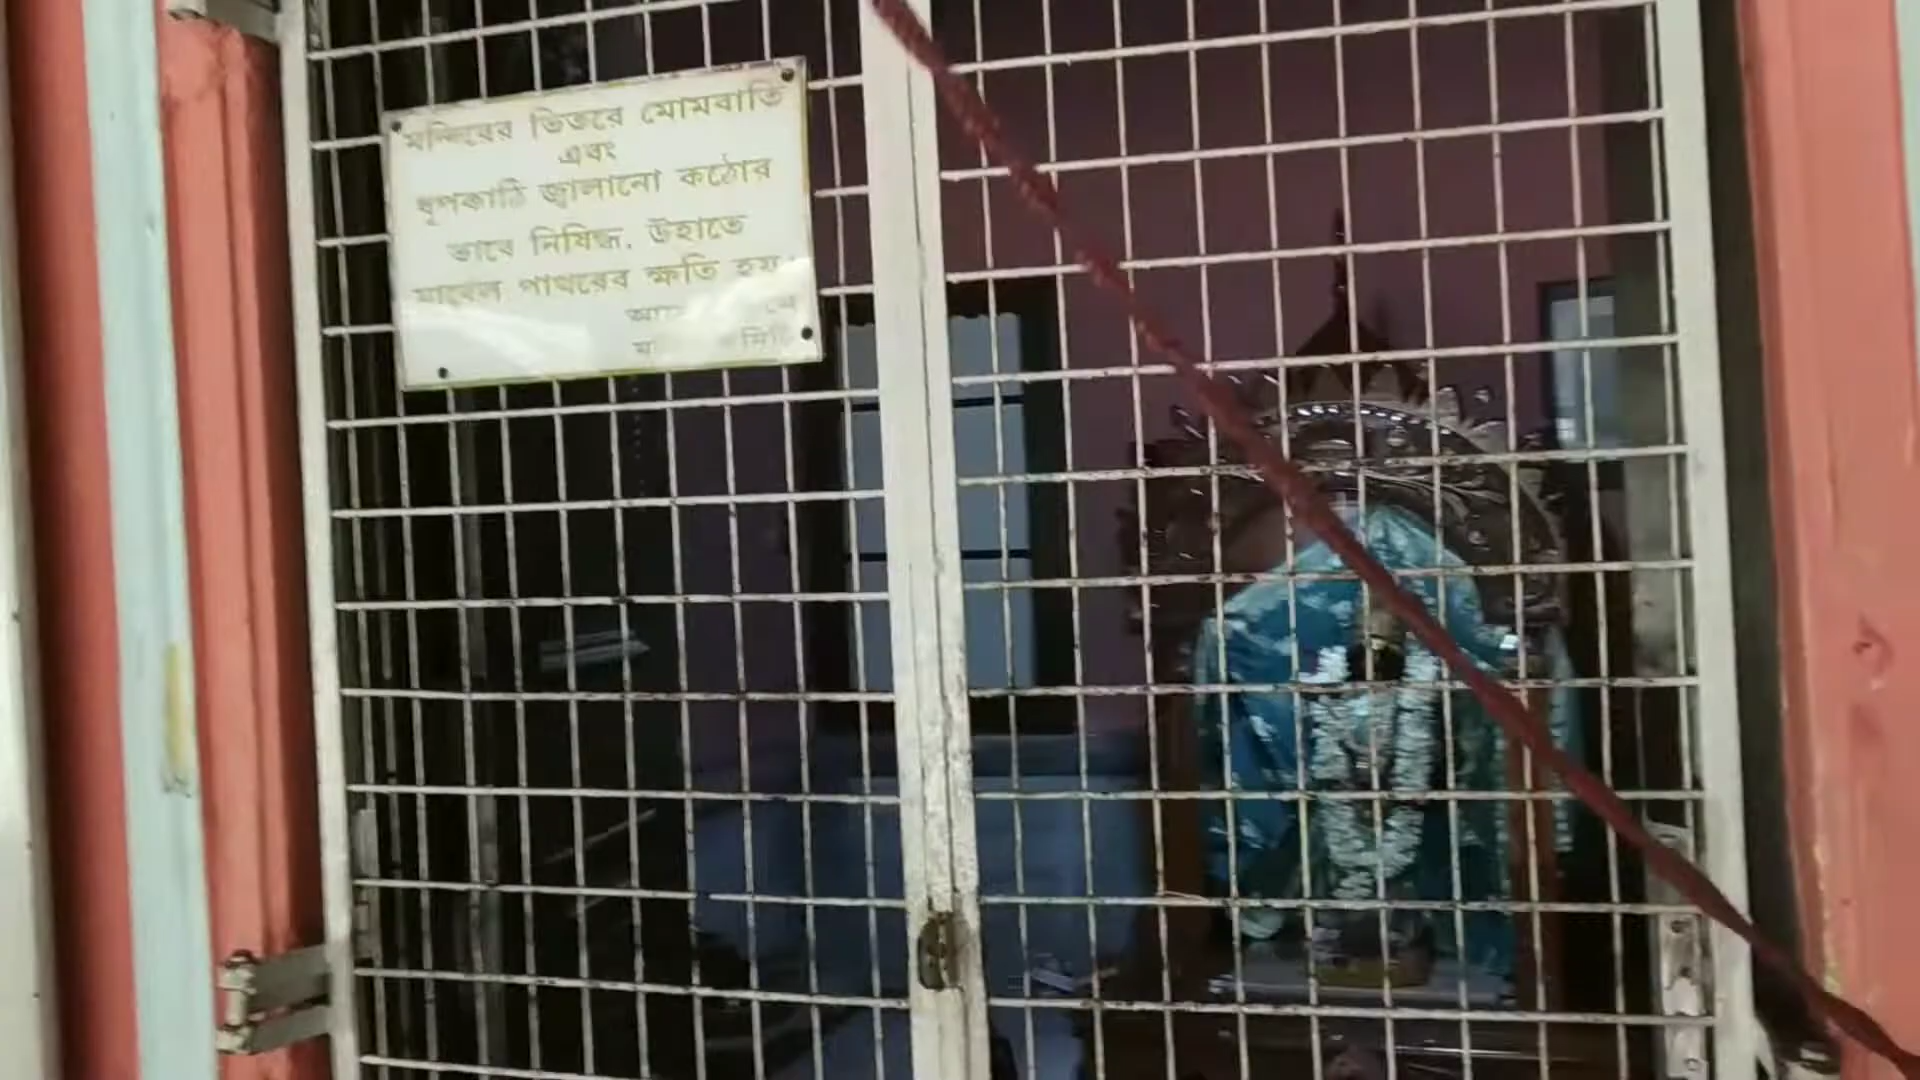 মন্দিরের ভিতরে মোমবাতি
এবং
ধূপকাঠি জ্বালানো কঠোর
ভাবে নিষিদ্ধ. উহাতে
মাবেল পাথরের ক্ষতি হয়।